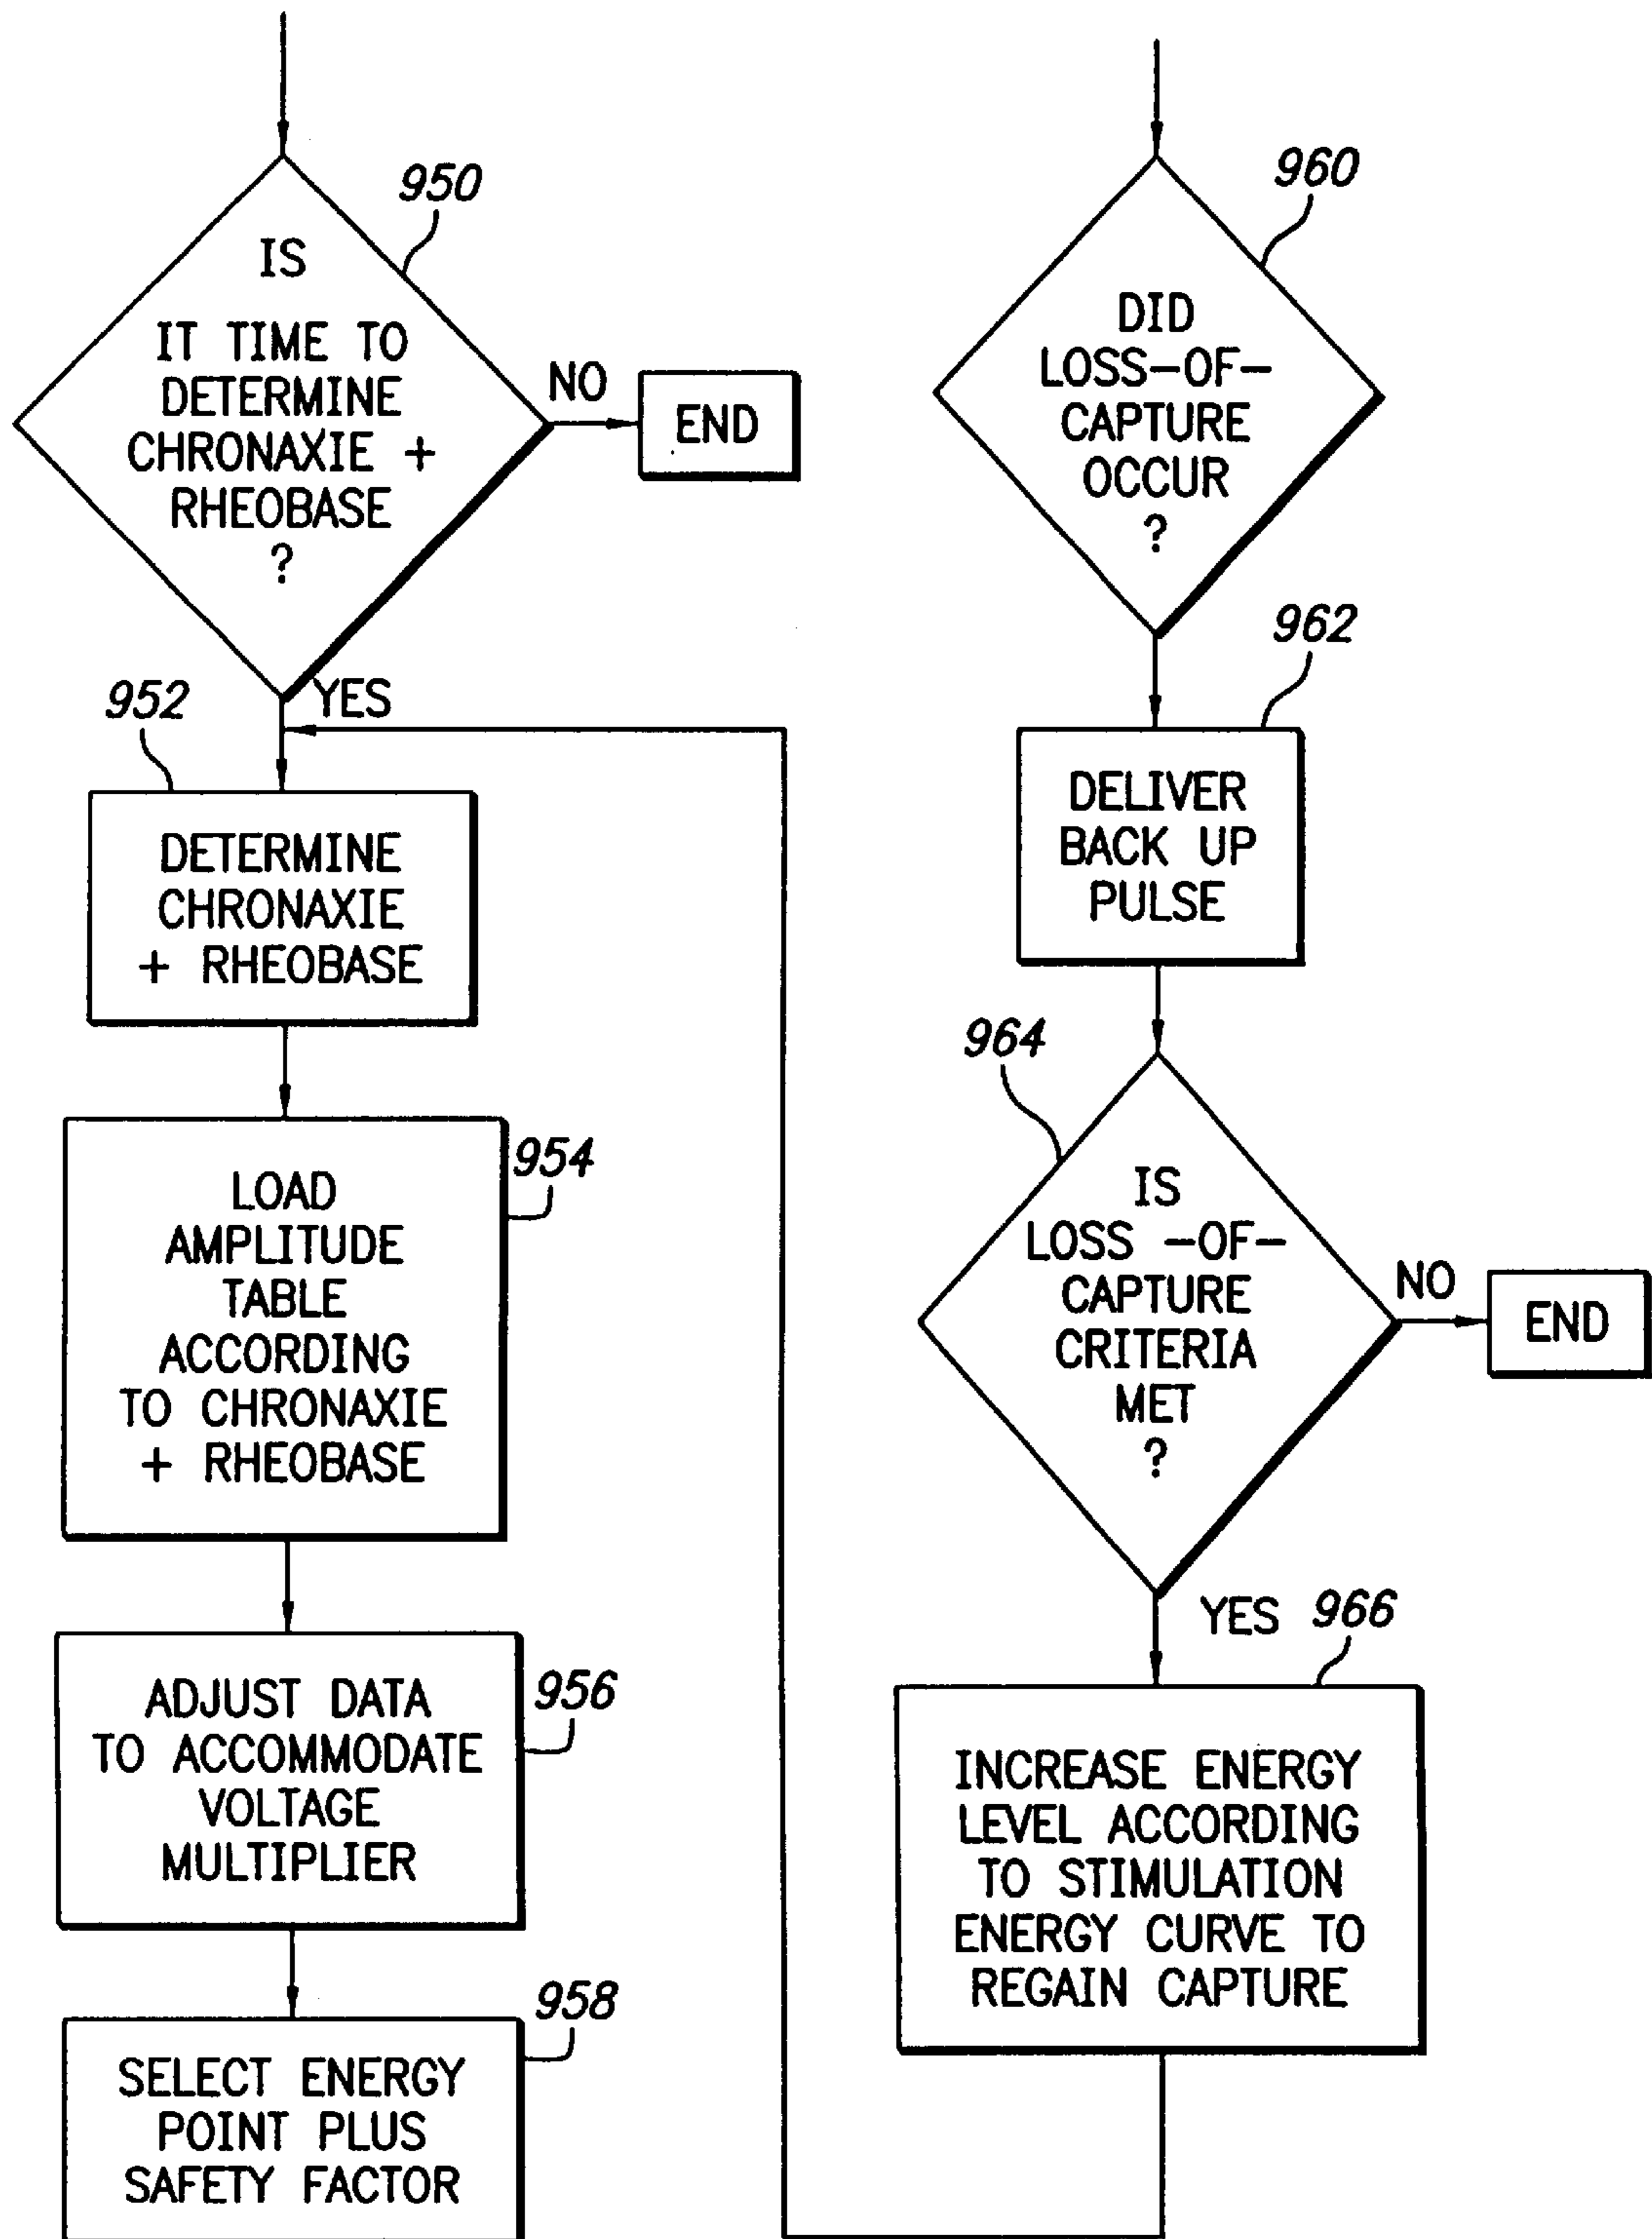 950
IS
IT TIME TO
DETERMINE
CHRONAXIE +
RHEOBASE
?
NO
END
YES
952
DETERMINE
CHRONAXIE
+ RHEOBASE
954
LOAD
AMPLITUDE
TABLE
ACCORDING
TO CHRONAXIE
+ RHEOBASE
956
ADJUST DATA
TO ACCOMMODATE
VOLTAGE
MULTIPLIER
958
SELECT ENERGY
POINT PLUS
SAFETY FACTOR
960
DID
LOSS-OF-
CAPTURE
OCCUR
?
962
DELIVER
BACK UP
PULSE
964
IS
LOSS -OF-
CAPTURE
CRITERIA
MET
?
NO
END
YES
966
INCREASE ENERGY
LEVEL ACCORDING
TO STIMULATION
ENERGY CURVE TO
REGAIN CAPTURE